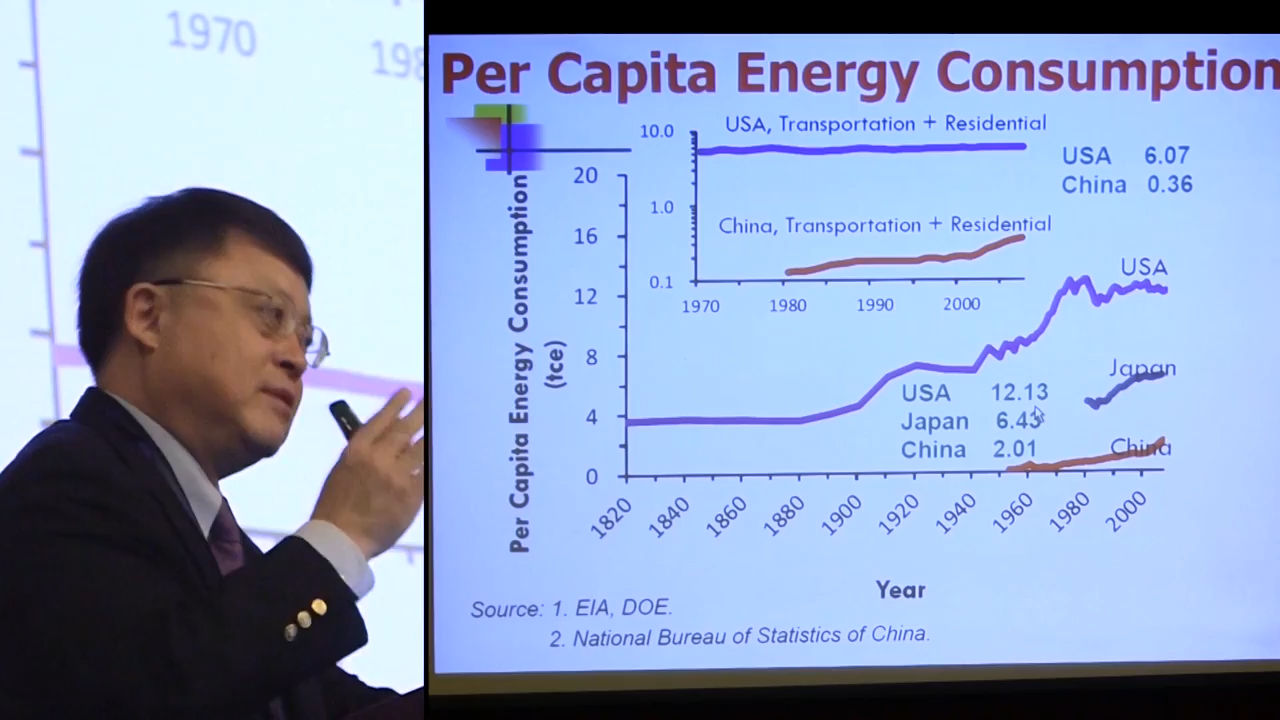 1970
198
Per Capita Energy Consumption
USA, Transportation + Residential
10.0
1.0
0.1
China, Transportation + Residential
1970 1980 1990 2000
USA 6.07
China 0.36
Per Capita Energy Consumption
(tce)
20
16
12
8
4
0
USA
Japan
China
USA 12.13
Japan 6.43
China 2.01
1820 1840 1860 1880 1900 1920 1940 1960 1980 2000
Year
Source: 1. EIA, DOE.
2. National Bureau of Statistics of China.